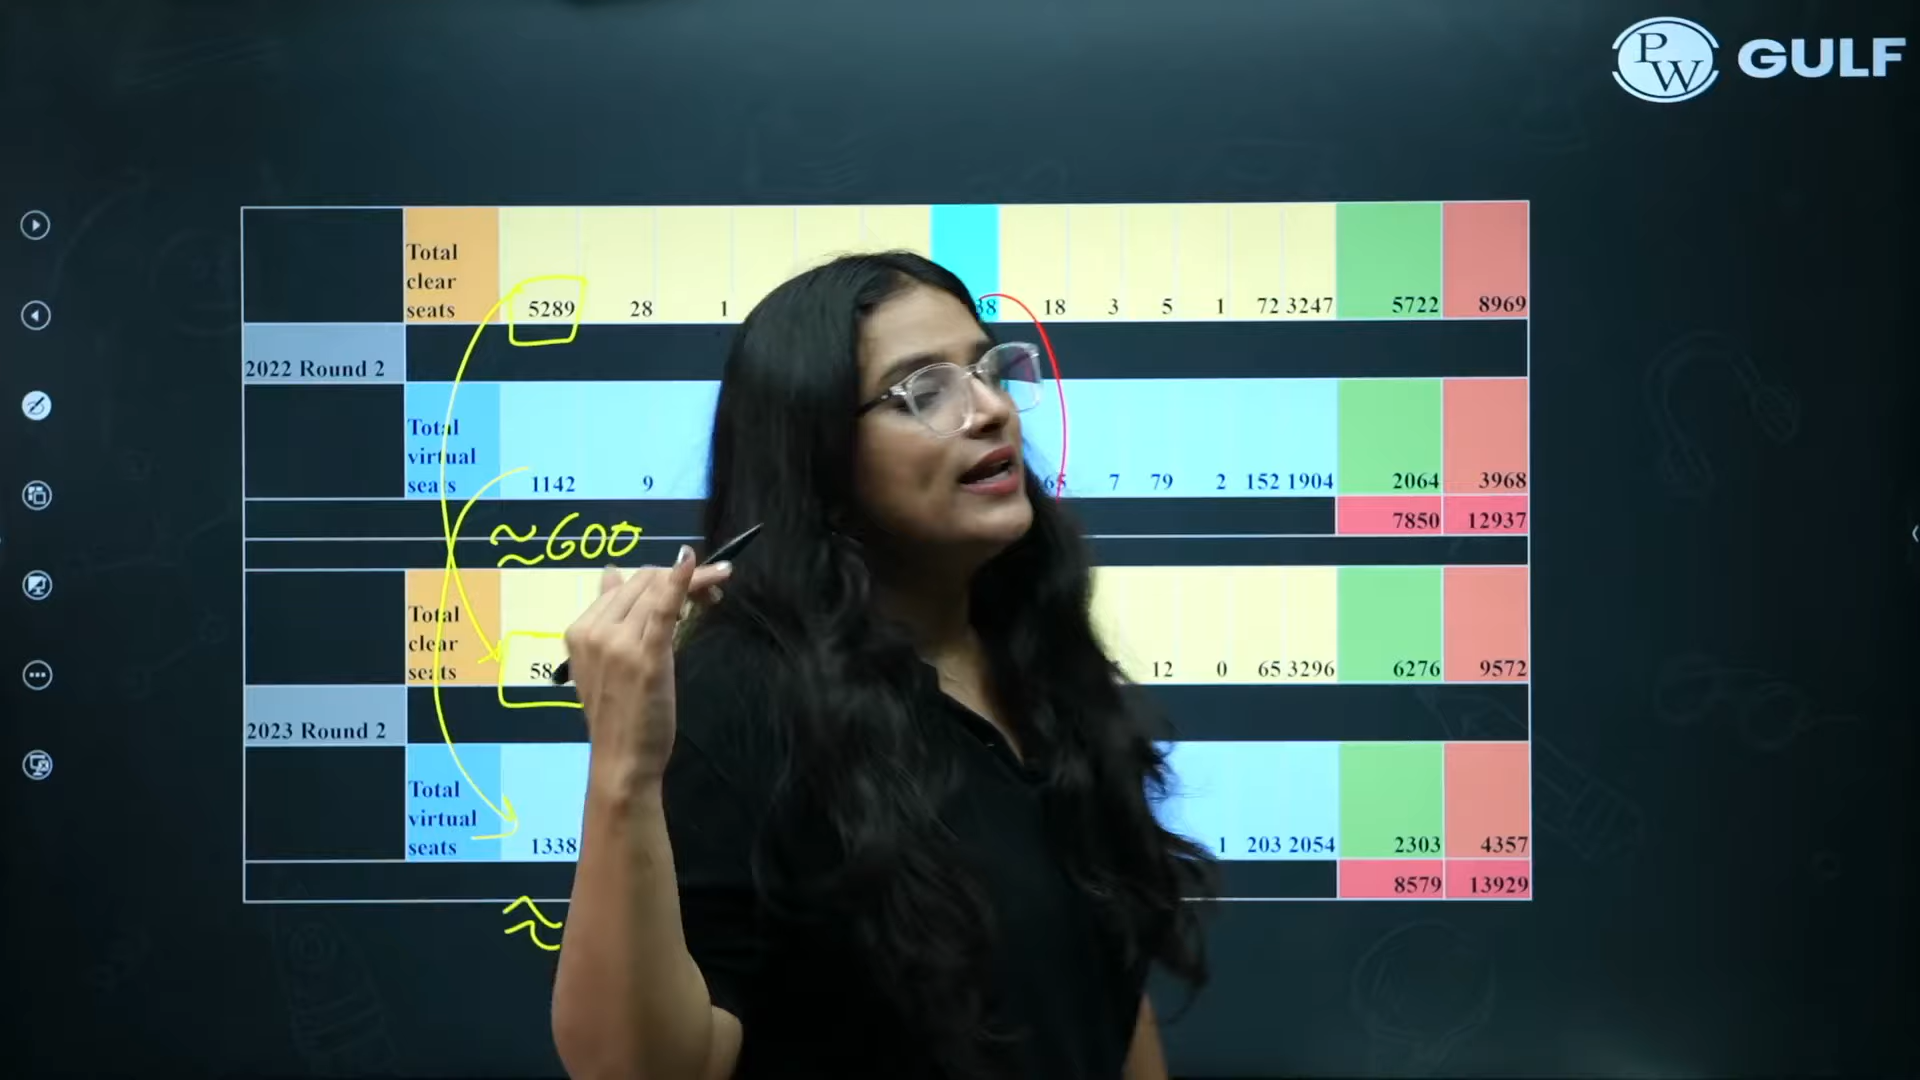 PW GULF
Total
clear
seats 5289 28 1 18 3 5 1 72 3247 5722 8969
2022 Round 2
Total
virtual
seats 1142 9 65 7 79 2 152 1904 2064 3968
7850 12937
≈600
Total
clear
seats 12 0 65 3296 6276 9572
2023 Round 2
Total
virtual
seats 1338 1 203 2054 2303 4357
8579 13929
≈